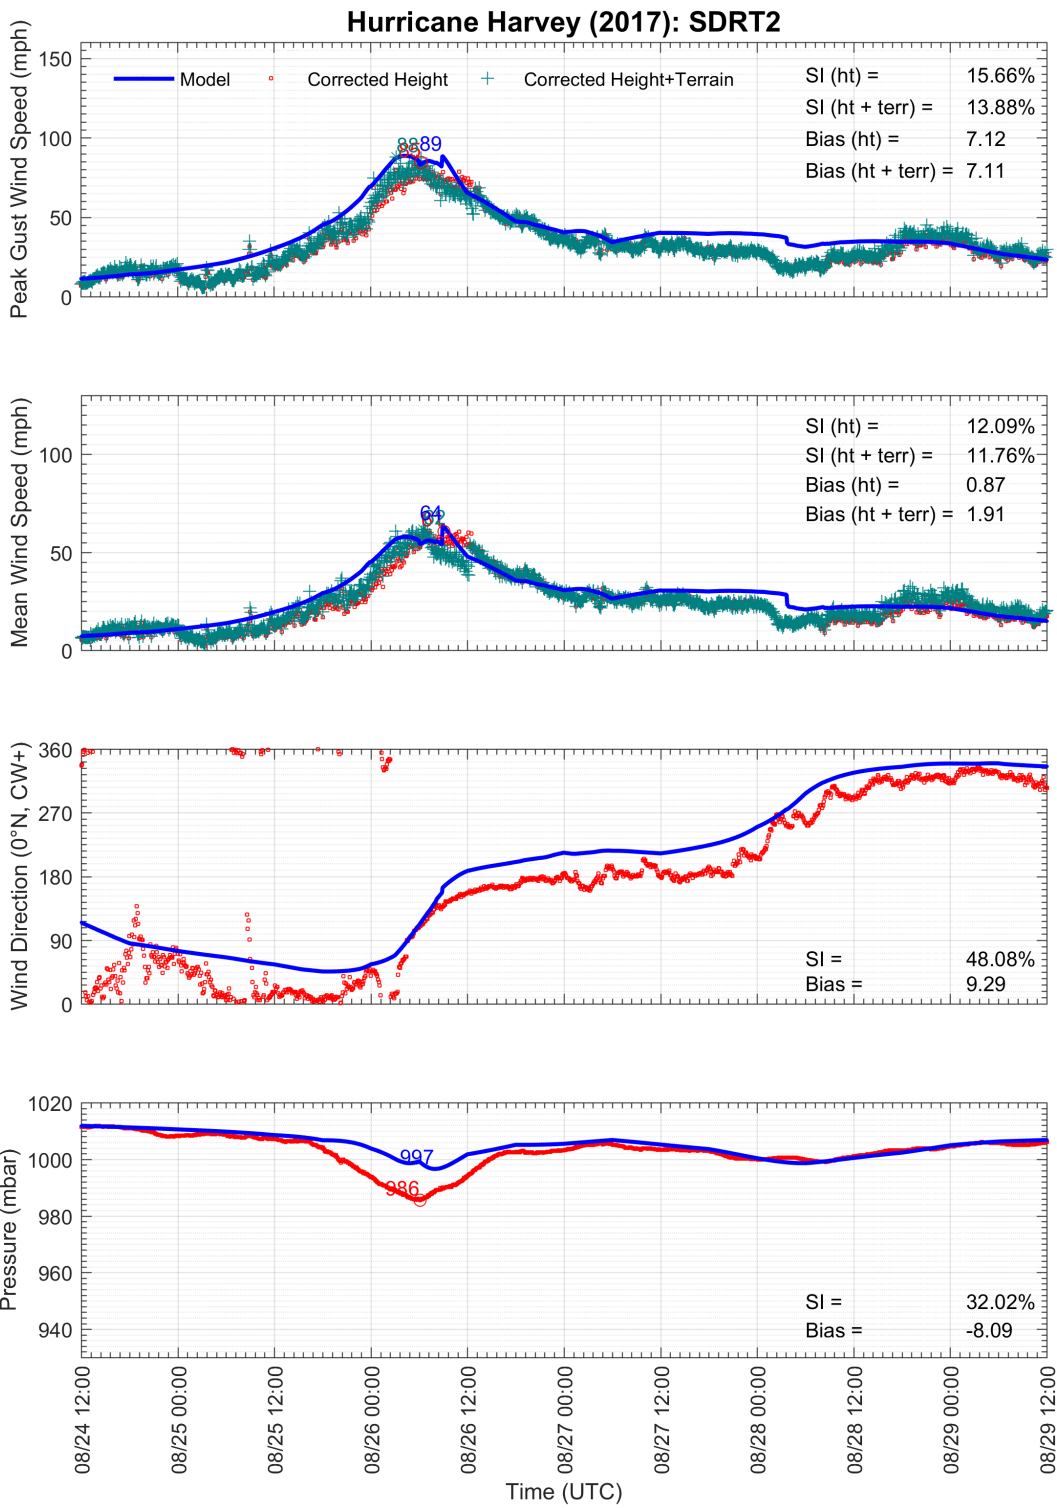 Hurricane Harvey (2017): SDRT2
Peak Gust Wind Speed (mph)
150
100
50
0
Model
Corrected Height
Corrected Height+Terrain
SI (ht) = 15.66%
SI (ht + terr) = 13.88%
Bias (ht) = 7.12
Bias (ht + terr) = 7.11
88
89
Mean Wind Speed (mph)
100
50
0
SI (ht) = 12.09%
SI (ht + terr) = 11.76%
Bias (ht) = 0.87
Bias (ht + terr) = 1.91
64
Wind Direction (0°N, CW+)
360
270
180
90
0
SI = 48.08%
Bias = 9.29
Pressure (mbar)
1020
1000
980
960
940
997
986
SI = 32.02%
Bias = -8.09
08/24 12:00
08/25 00:00
08/25 12:00
08/26 00:00
08/26 12:00
08/27 00:00
08/27 12:00
08/28 00:00
08/28 12:00
08/29 00:00
08/29 12:00
Time (UTC)